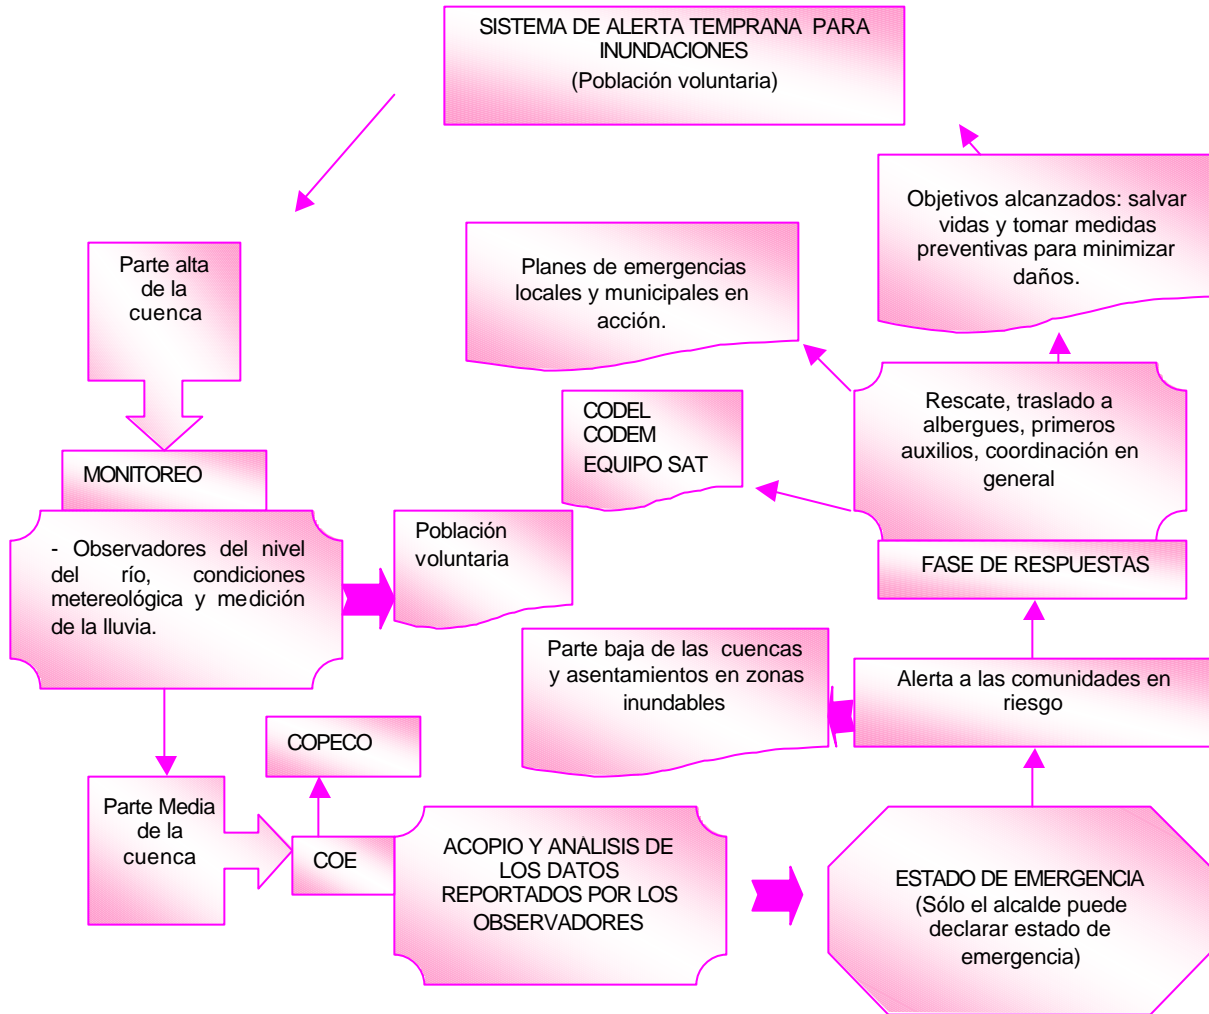 SISTEMA DE ALERTA TEMPRANA PARA
INUNDACIONES
(Población voluntaria)
Objetivos alcanzados: salvar
vidas y tomar medidas
preventivas para minimizar
daños.
Parte alta
de la
cuenca
Planes de emergencias
locales y municipales en
acción.
CODEL
CODEM
EQUIPO SAT
Rescate, traslado a
albergues, primeros
auxilios, coordinación en
general
MONITOREO
- Observadores del nivel
del río, condiciones
metereológica y medición
de la lluvia.
Población
voluntaria
FASE DE RESPUESTAS
Parte baja de las cuencas
y asentamientos en zonas
inundables
Alerta a las comunidades en
riesgo
COPECO
Parte Media
de la
cuenca
COE
ACOPIO Y ANÁLISIS DE
LOS DATOS
REPORTADOS POR LOS
OBSERVADORES
ESTADO DE EMERGENCIA
(Sólo el alcalde puede
declarar estado de
emergencia)